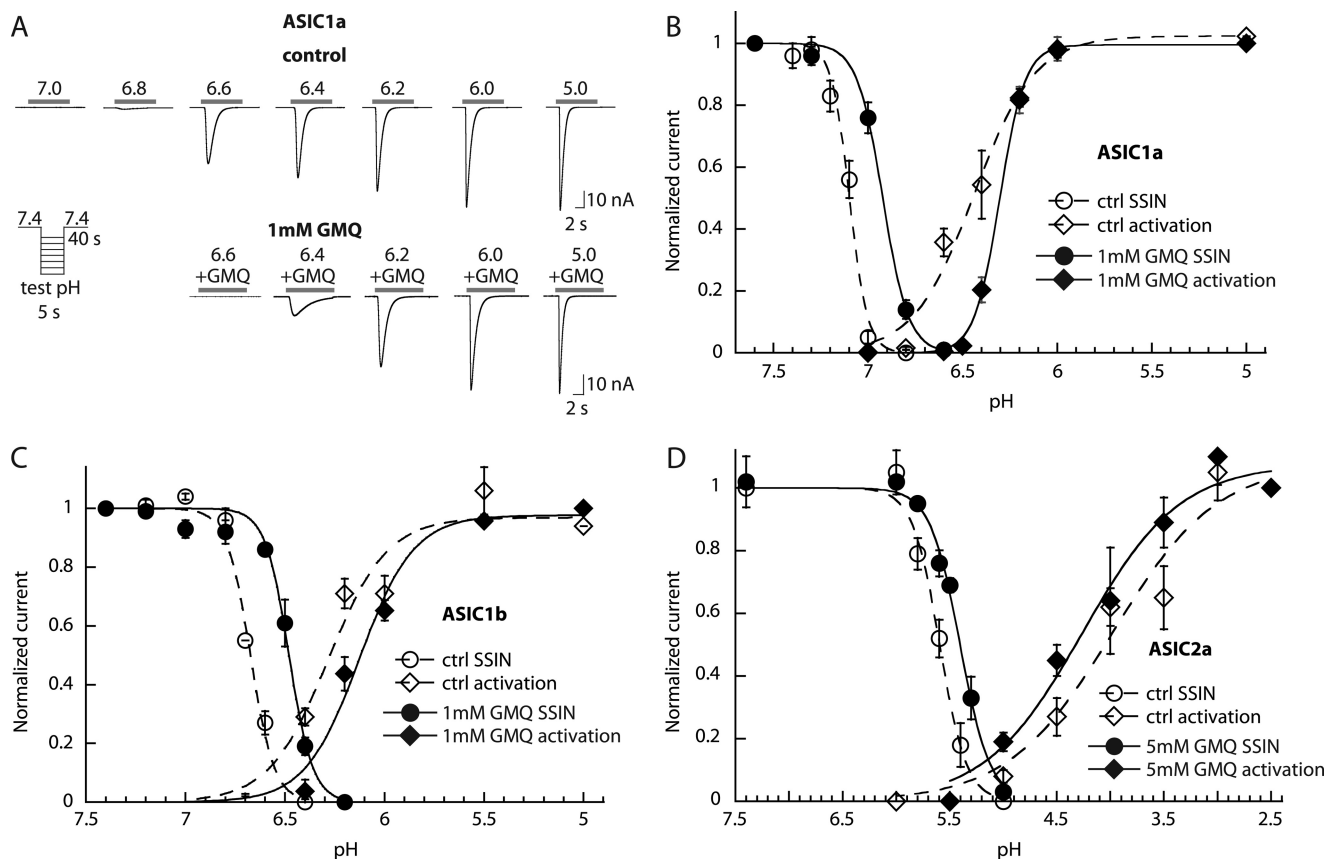 A
ASIC1a
control
7.0 6.8 6.6 6.4 6.2 6.0 5.0
10 nA
2 s
7.4 7.4
40 s
test pH
5 s
1mM GMQ
6.6 6.4 6.2 6.0 5.0
+GMQ +GMQ +GMQ +GMQ +GMQ
10 nA
2 s
B
Normalized current
1
0.8
0.6
0.4
0.2
0
7.5 7 6.5 6 5.5 5
pH
ASIC1a
ctrl SSIN
ctrl activation
1mM GMQ SSIN
1mM GMQ activation
C
Normalized current
1
0.8
0.6
0.4
0.2
0
7.5 7 6.5 6 5.5 5
pH
ASIC1b
ctrl SSIN
ctrl activation
1mM GMQ SSIN
1mM GMQ activation
D
Normalized current
1
0.8
0.6
0.4
0.2
0
7.5 6.5 5.5 4.5 3.5 2.5
pH
ASIC2a
ctrl SSIN
ctrl activation
5mM GMQ SSIN
5mM GMQ activation